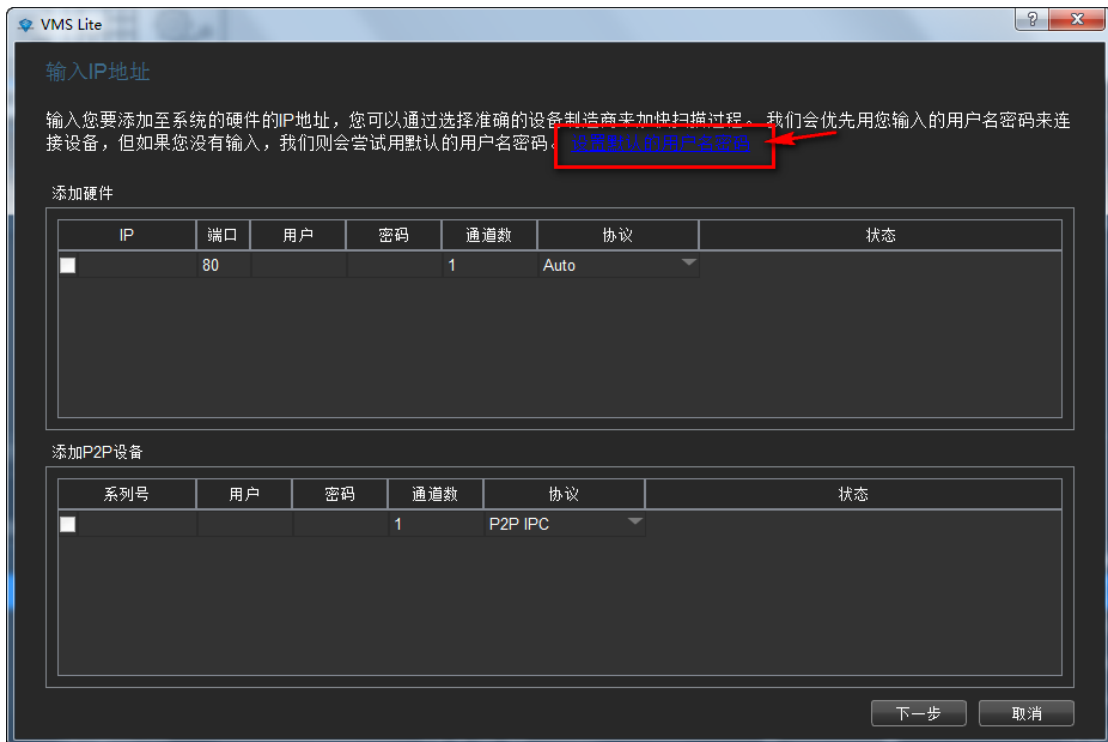 VMS Lite
输入IP地址
输入您要添加至系统的硬件的IP地址，您可以通过选择准确的设备制造商来加快扫描过程。 我们会优先用您输入的用户名密码来连
接设备，但如果您没有输入，我们则会尝试用默认的用户名密码。 设置默认的用户名密码
添加硬件
IP 端口 用户 密码 通道数 协议 状态
80 1 Auto
添加P2P设备
系列号 用户 密码 通道数 协议 状态
1 P2P IPC
下一步 取消